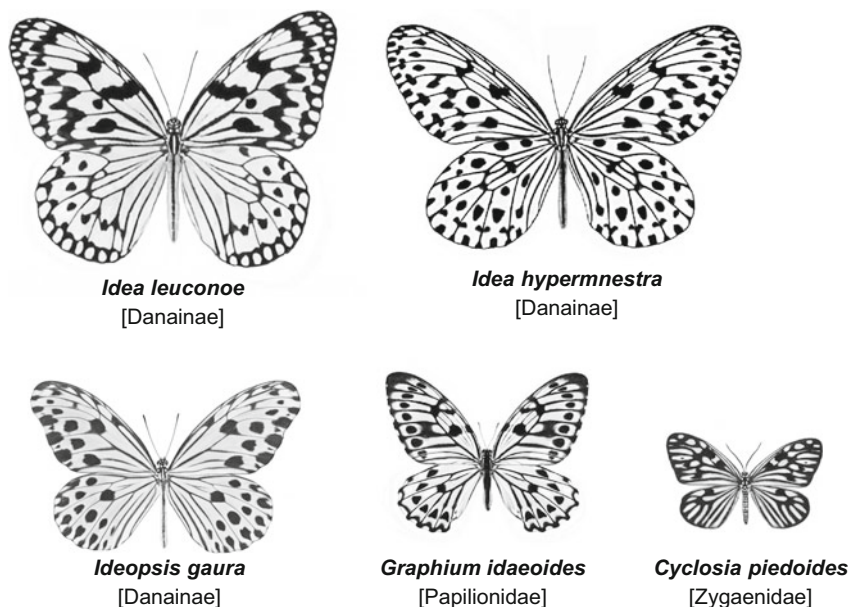 Idea leuconoe
[Danainae]
Idea hypermnestra
[Danainae]
Ideopsis gaura
[Danainae]
Graphium idaeoides
[Papilionidae]
Cyclosia piedoides
[Zygaenidae]